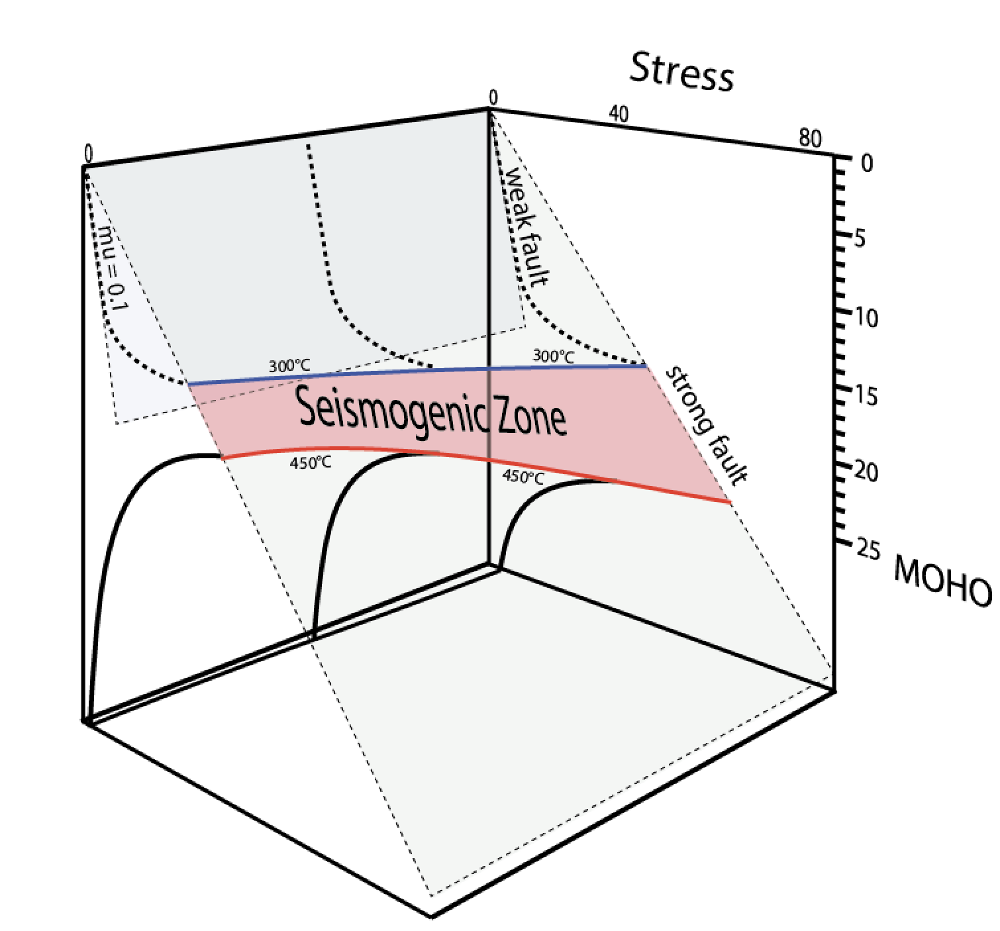 Stress
0
40
80
0
0
5
10
15
20
25
MOHO
weak fault
mu = 0.1
300°C
300°C
strong fault
Seismogenic Zone
450°C
450°C